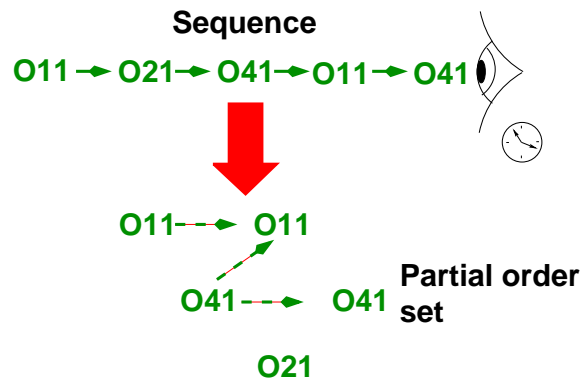 Sequence
O11 O21 O41 O11 O41
O11 O11
O41 O41 Partial order
set
O21